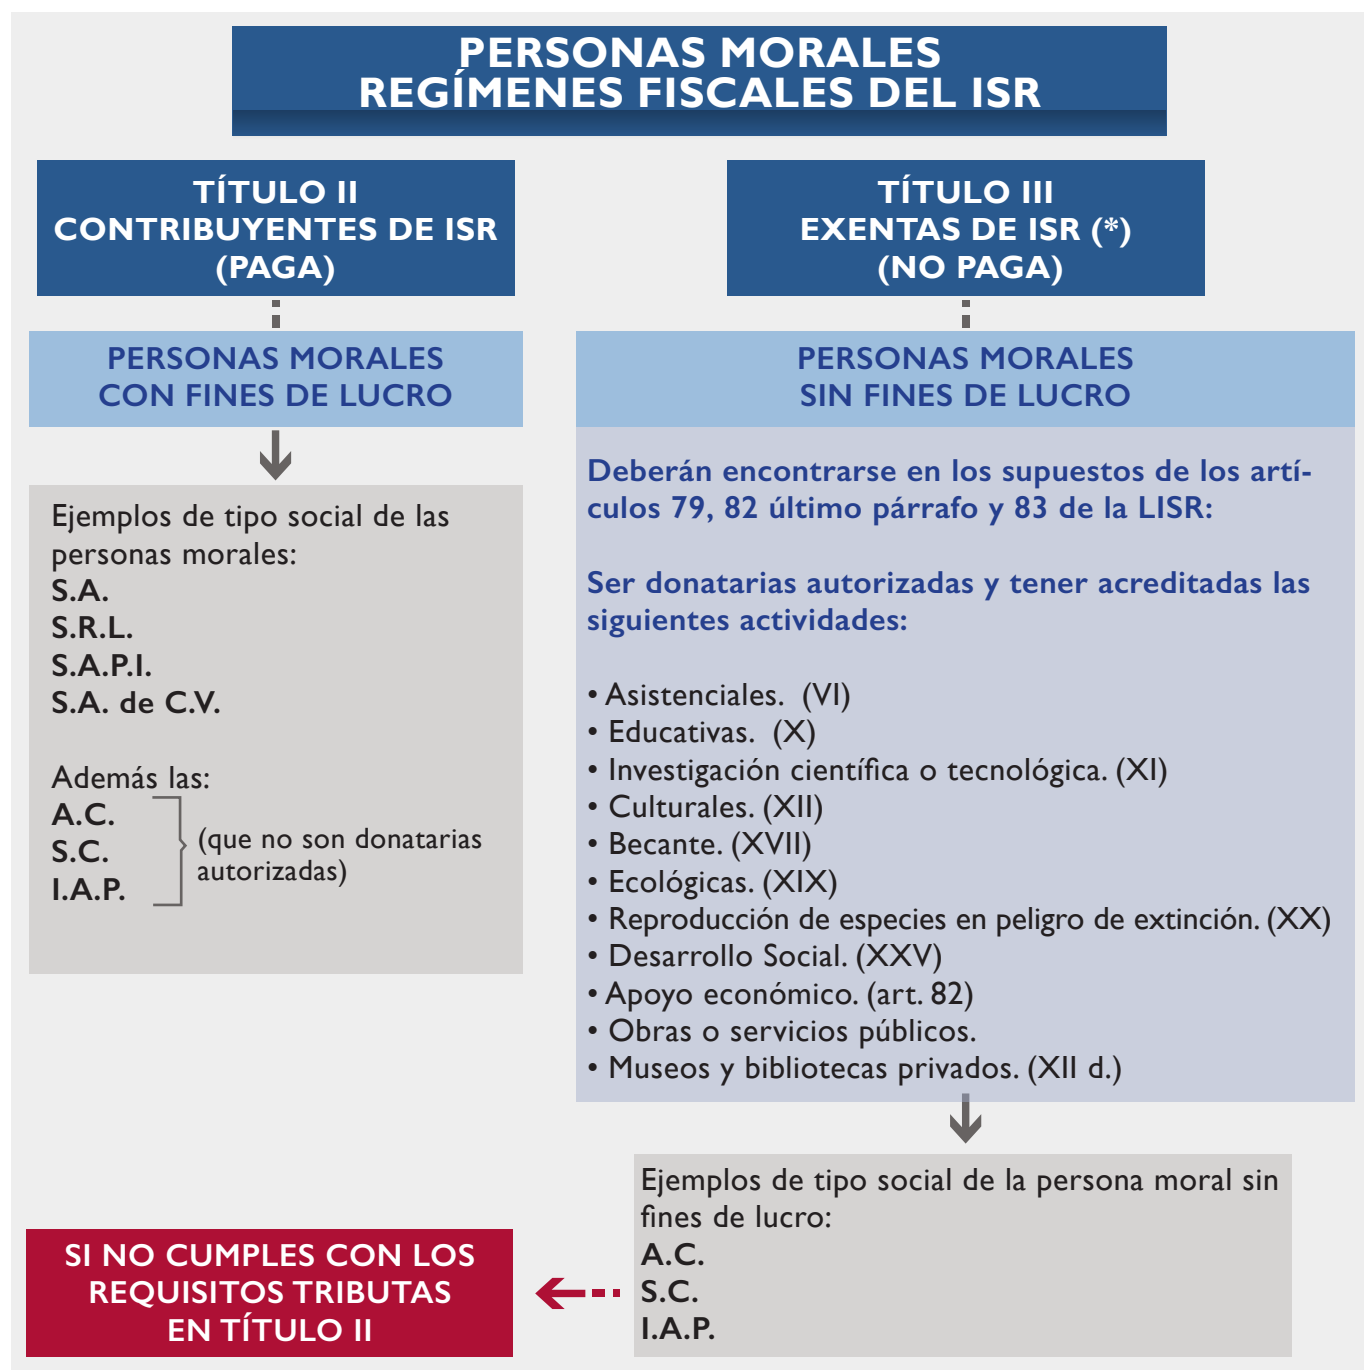 PERSONAS MORALES
REGÍMENES FISCALES DEL ISR
TÍTULO II
CONTRIBUYENTES DE ISR
(PAGA)
PERSONAS MORALES
CON FINES DE LUCRO
Ejemplos de tipo social de las
personas morales:
S.A.
S.R.L.
S.A.P.I.
S.A. de C.V.
Además las:
A.C.
S.C.
I.A.P.
(que no son donatarias
autorizadas)
TÍTULO III
EXENTAS DE ISR (*)
(NO PAGA)
PERSONAS MORALES
SIN FINES DE LUCRO
Deberán encontrarse en los supuestos de los artí-
culos 79, 82 último párrafo y 83 de la LISR:
Ser donatarias autorizadas y tener acreditadas las
siguientes actividades:
• Asistenciales. (VI)
• Educativas. (X)
• Investigación científica o tecnológica. (XI)
• Culturales. (XII)
• Becante. (XVII)
• Ecológicas. (XIX)
• Reproducción de especies en peligro de extinción. (XX)
• Desarrollo Social. (XXV)
• Apoyo económico. (art. 82)
• Obras o servicios públicos.
• Museos y bibliotecas privados. (XII d.)
Ejemplos de tipo social de la persona moral sin
fines de lucro:
A.C.
S.C.
I.A.P.
SI NO CUMPLES CON LOS
REQUISITOS TRIBUTAS
EN TÍTULO II